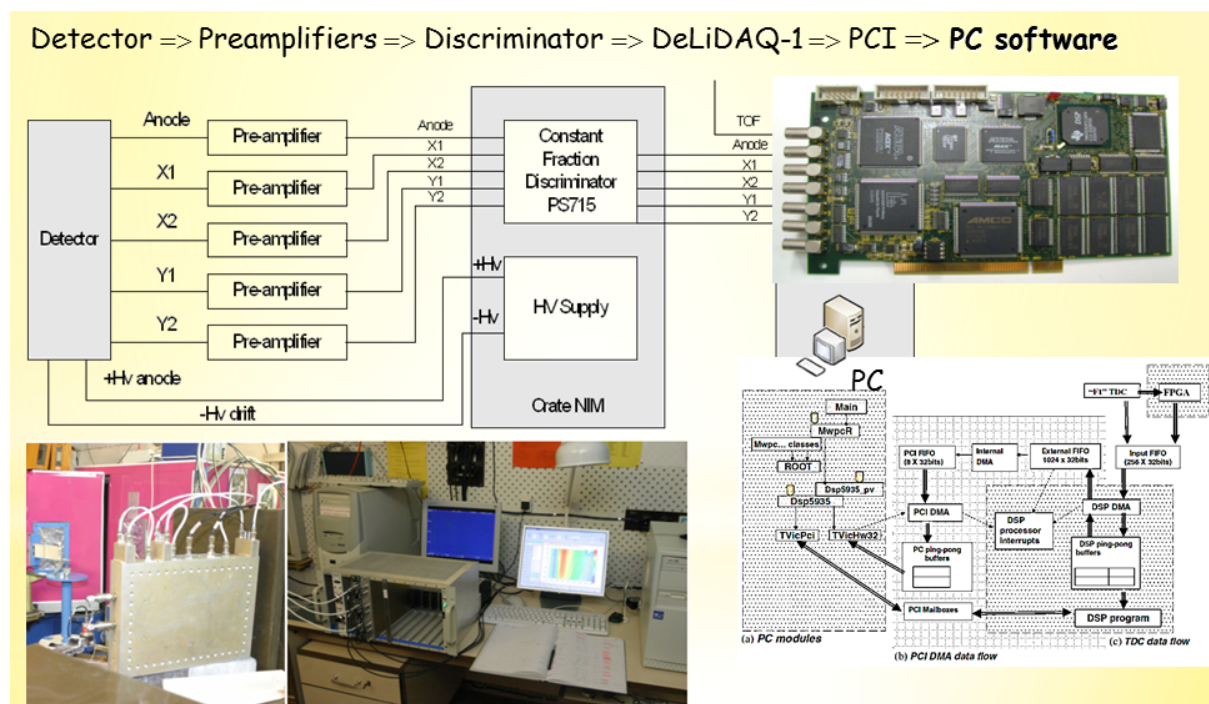 Detector => Preamplifiers => Discriminator => DeLiDAQ-1 => PCI => PC software
Anode
X1
X2
Y1
Y2
Detector
Pre-amplifier
Pre-amplifier
Pre-amplifier
Pre-amplifier
Pre-amplifier
+Hv anode
-Hv drift
Anode
X1
X2
Y1
Y2
Constant
Fraction
Discriminator
PS715
+Hv
-Hv
HV Supply
Crate NIM
TOF
Anode
X1
X2
Y1
Y2
AMCC
PC
Main
MwpcR
Mwpc... classes
ROOT
Dsp5935_pv
Dsp5935
TVicPci
TVicHw32
(a) PC modules
PCI FIFO
(8 X 32bits)
Internal
DMA
External FIFO
1024 x 32bits
PCI DMA
DSP
processor
Interrupts
PC ping-pong
buffers
PCI Mailboxes
(b) PCI DMA data flow
"F1" TDC
FPGA
Input FIFO
(256 X 32bits)
DSP DMA
DSP ping-pong
buffers
DSP program
(c) TDC data flow